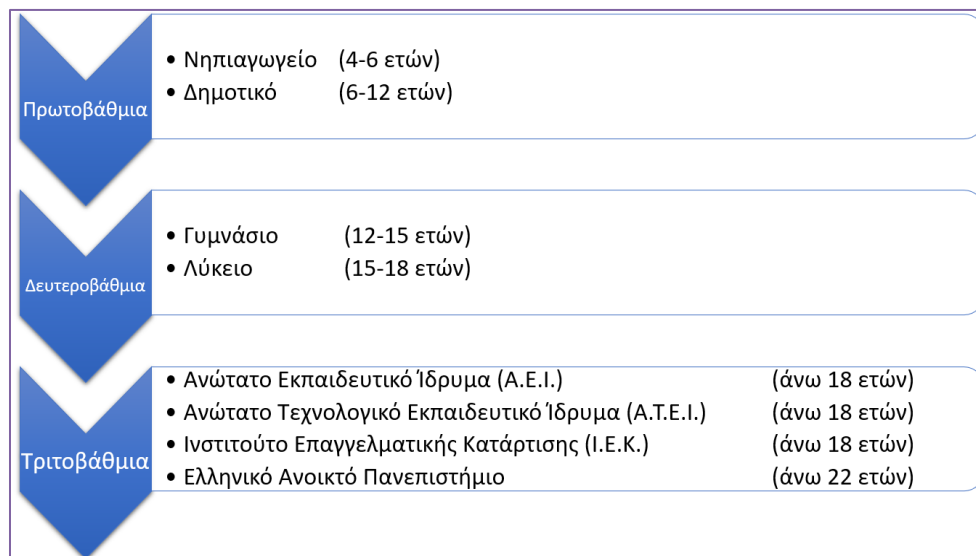 Πρωτοβάθμια
• Νηπιαγωγείο (4-6 ετών)
• Δημοτικό (6-12 ετών)
Δευτεροβάθμια
• Γυμνάσιο (12-15 ετών)
• Λύκειο (15-18 ετών)
Τριτοβάθμια
• Ανώτατο Εκπαιδευτικό Ίδρυμα (Α.Ε.Ι.) (άνω 18 ετών)
• Ανώτατο Τεχνολογικό Εκπαιδευτικό Ίδρυμα (Α.Τ.Ε.Ι.) (άνω 18 ετών)
• Ινστιτούτο Επαγγελματικής Κατάρτισης (Ι.Ε.Κ.) (άνω 18 ετών)
• Ελληνικό Ανοικτό Πανεπιστήμιο (άνω 22 ετών)